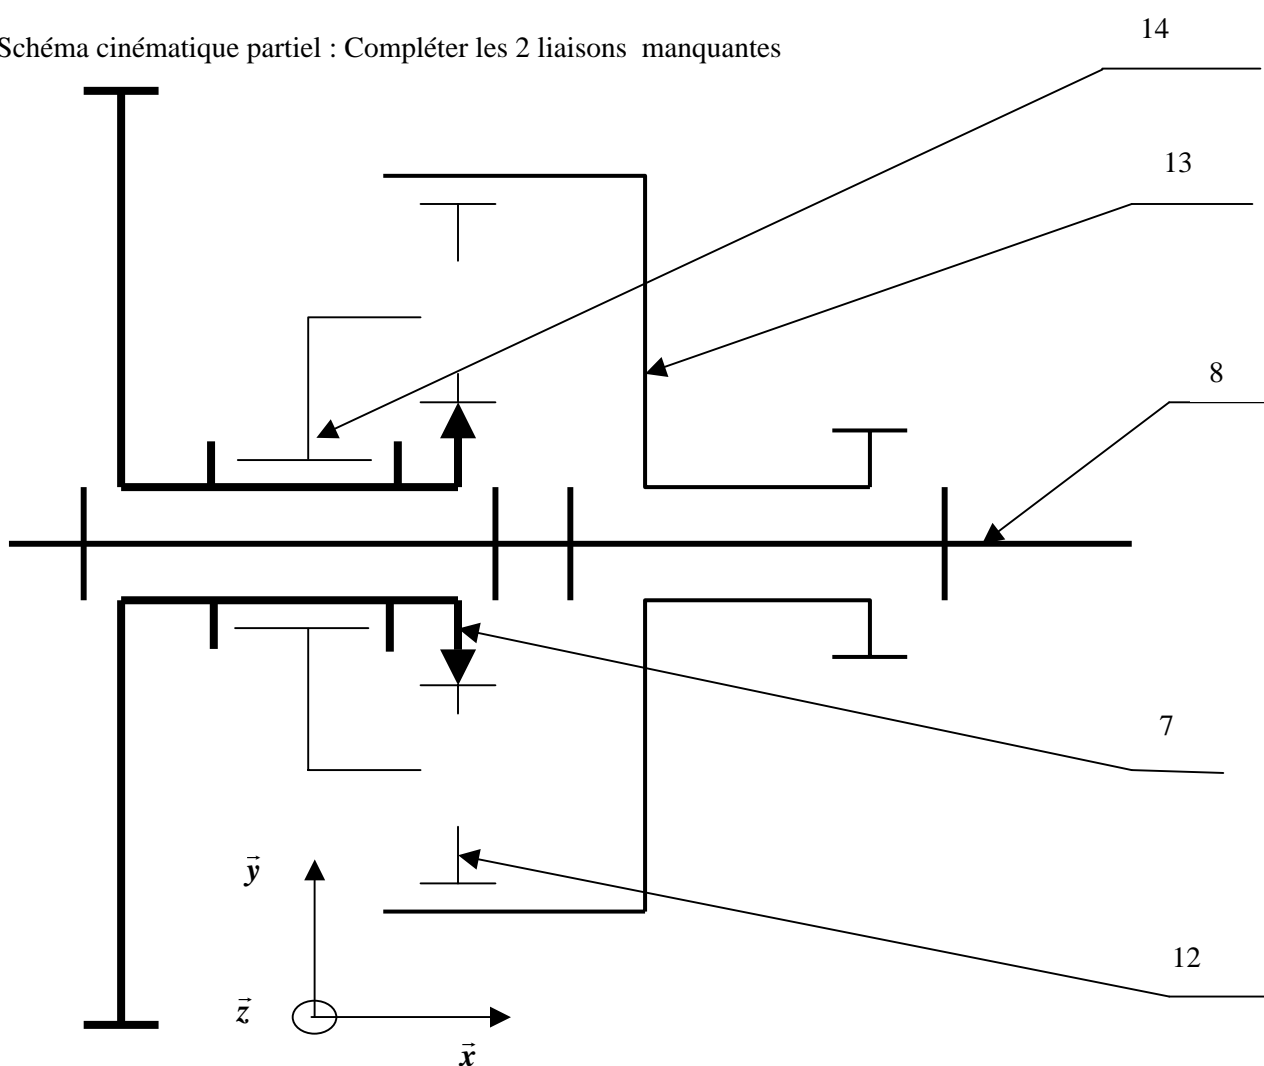 Schéma cinématique partiel : Compléter les 2 liaisons manquantes
14
13
8
7
12
y⃗
z⃗
x⃗